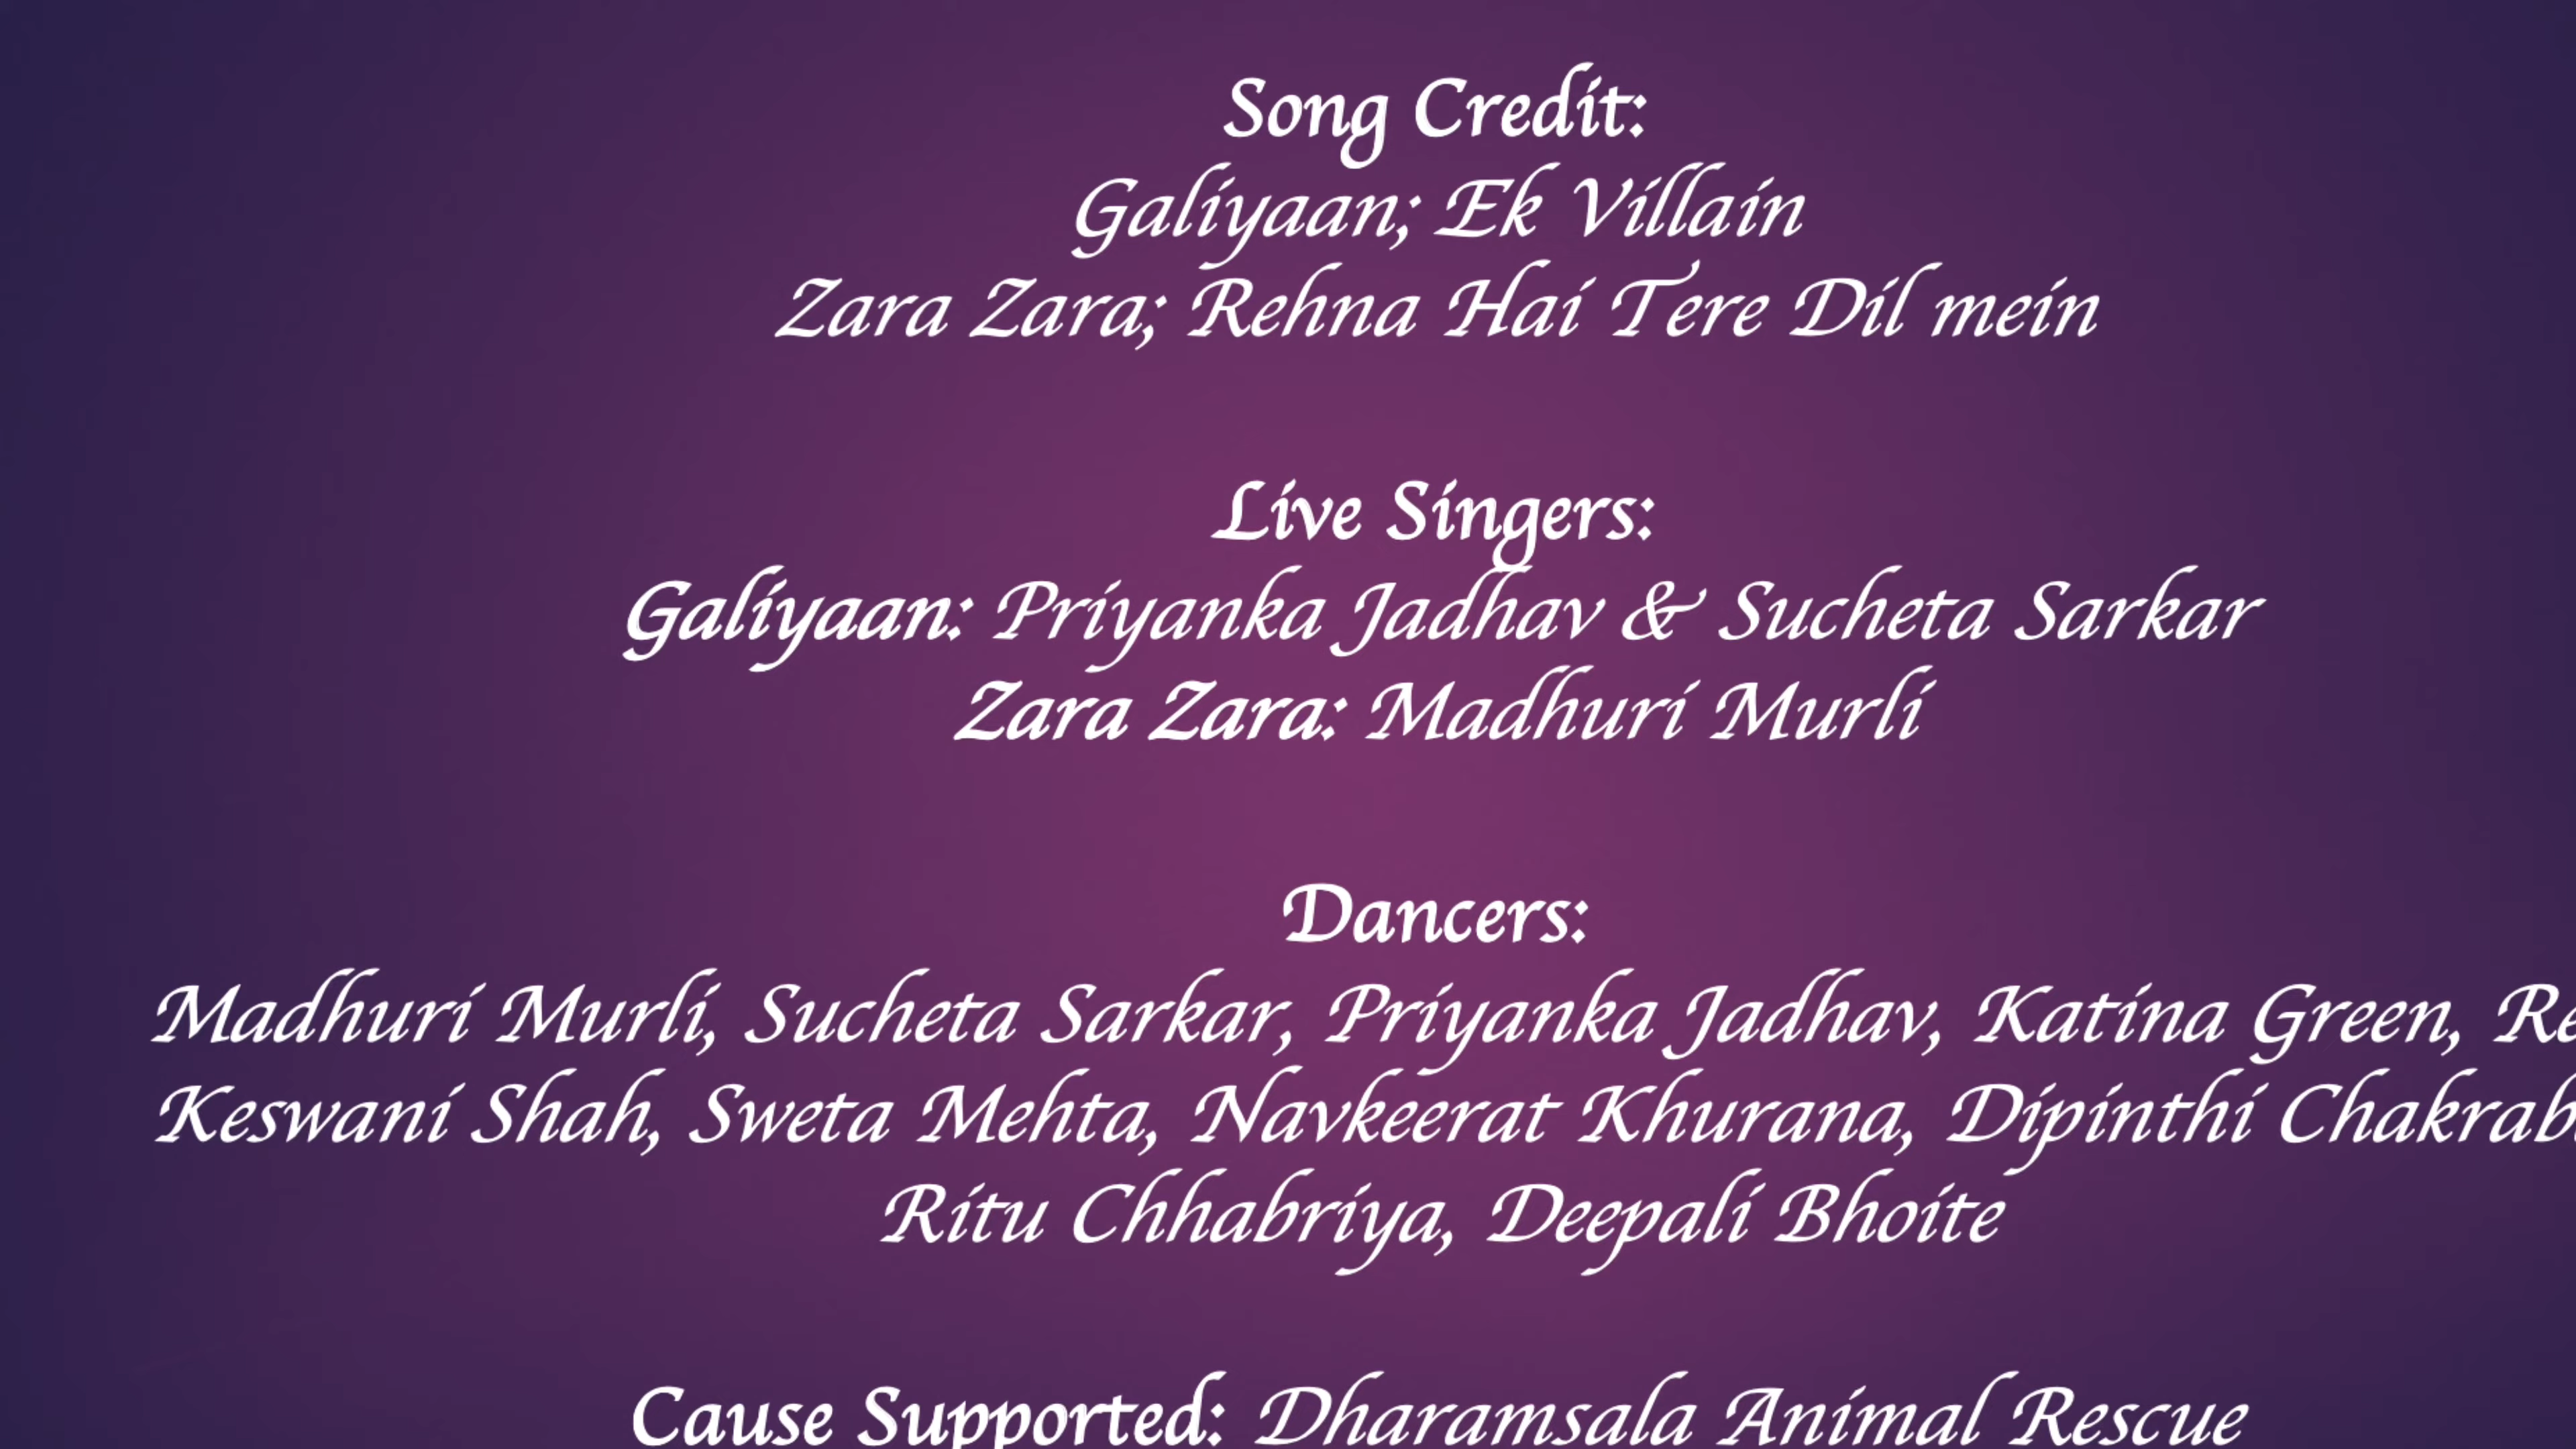 Song Credit:
Galiyaan; Ek Villain
Zara Zara; Rehna Hai Tere Dil mein
Live Singers:
Galiyaan: Priyanka Jadhav & Sucheta Sarkar
Zara Zara: Madhuri Murli
Dancers:
Madhuri Murli, Sucheta Sarkar, Priyanka Jadhav, Katina Green,
Keswani Shah, Sweta Mehta, Navkeerat Khurana, Dipinthi
Ritu Chhabriya, Deepali Bhoite
Cause Supported: Dharamsala Animal Rescue